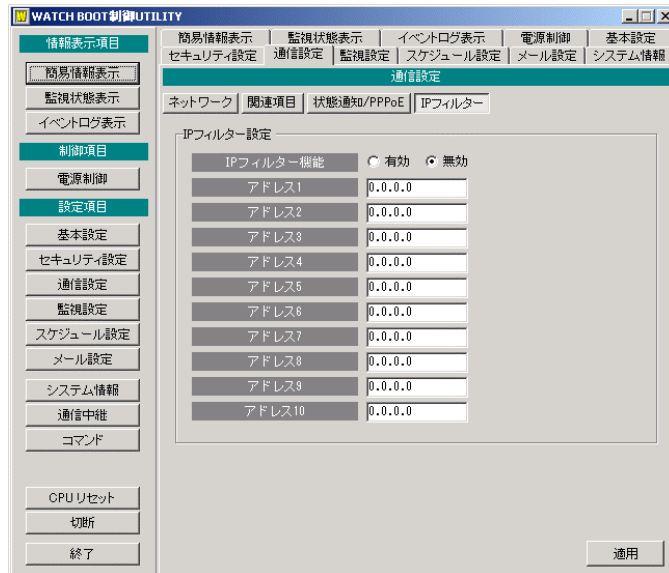 WATCH BOOT制御UTILITY
情報表示項目
簡易情報表示
監視状態表示
イベントログ表示
制御項目
電源制御
設定項目
基本設定
セキュリティ設定
通信設定
監視設定
スケジュール設定
メール設定
システム情報
通信中継
コマンド
CPUリセット
切断
終了
簡易情報表示 監視状態表示 イベントログ表示 電源制御 基本設定
セキュリティ設定 通信設定 監視設定 スケジュール設定 メール設定 システム情報
通信設定
ネットワーク 関連項目 状態通知/PPPoE IPフィルター
IPフィルター設定
IPフィルター機能 有効 無効
アドレス1 0.0.0.0
アドレス2 0.0.0.0
アドレス3 0.0.0.0
アドレス4 0.0.0.0
アドレス5 0.0.0.0
アドレス6 0.0.0.0
アドレス7 0.0.0.0
アドレス8 0.0.0.0
アドレス9 0.0.0.0
アドレス10 0.0.0.0
適用